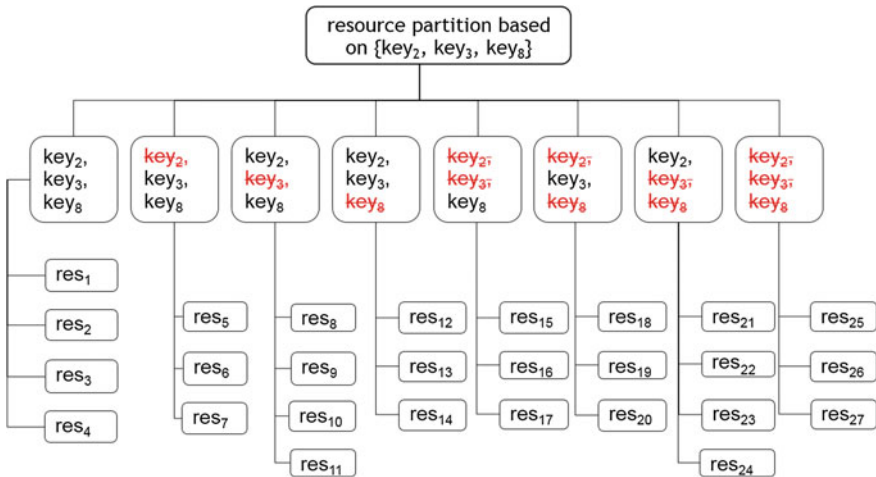 resource partition based
on {key₂, key₃, key₈}
key₂,
key₃,
key₈
key₂,
key₃,
key₈
key₂,
key₃,
key₈
key₂,
key₃,
key₈
key₂,
key₃,
key₈
key₂,
key₃,
key₈
key₂,
key₃,
key₈
key₂,
key₃,
key₈
res₁
res₂
res₃
res₄
res₅
res₆
res₇
res₈
res₉
res₁₀
res₁₁
res₁₂
res₁₃
res₁₄
res₁₅
res₁₆
res₁₇
res₁₈
res₁₉
res₂₀
res₂₁
res₂₂
res₂₃
res₂₄
res₂₅
res₂₆
res₂₇